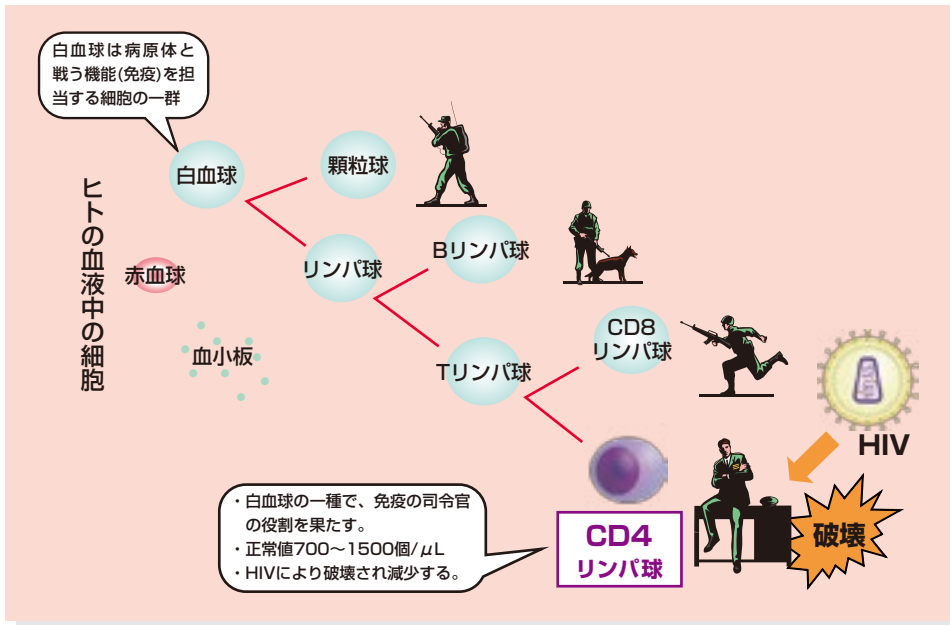 白血球は病原体と
戦う機能(免疫)を担
当する細胞の一群
ヒトの血液中の細胞
白血球
顆粒球
赤血球
リンパ球
Bリンパ球
血小板
Tリンパ球
CD8
リンパ球
HIV
・白血球の一種で、免疫の司令官
の役割を果たす。
・正常値700〜1500個/μL
・HIVにより破壊され減少する。
CD4
リンパ球
破壊